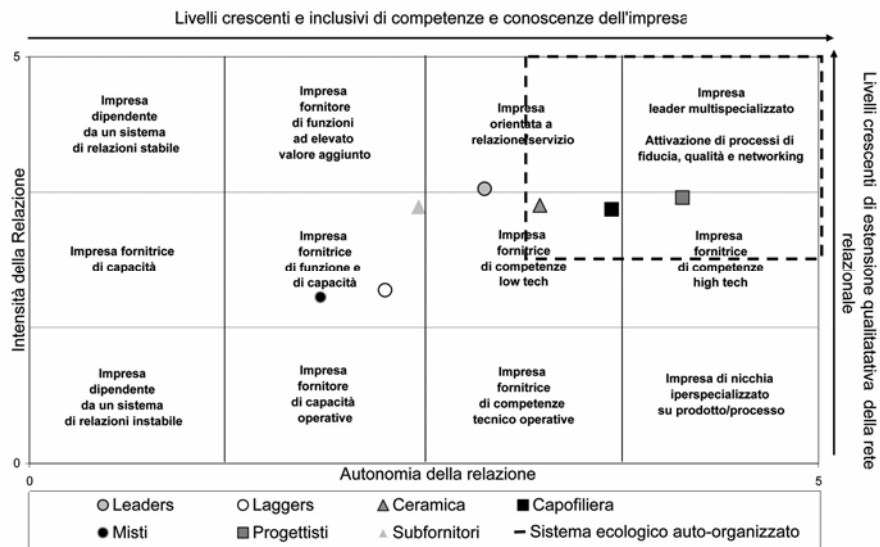 Livelli crescenti e inclusivi di competenze e conoscenze dell'impresa
5
Impresa
dipendente
da un sistema
di relazioni stabile
Impresa
fornitore
di funzioni
ad elevato
valore aggiunto
Impresa
orientata a
relazione/servizio
Impresa
leader multispecializzato
Attivazione di processi di
fiducia, qualità e networking
Impresa fornitrice
di capacità
Impresa
fornitrice
di funzione e
di capacità
Impresa
fornitrice
di competenze
low tech
Impresa
fornitrice
di competenze
high tech
Impresa
dipendente
da un sistema
di relazioni instabile
Impresa
fornitore
di capacità
operative
Impresa
fornitrice
di competenze
tecnico operative
Impresa di nicchia
iperspecializzato
su prodotto/processo
Intensità della Relazione
Livelli crescenti di estensione qualitatativa della rete
relazionale
0
0
Autonomia della relazione
5
Leaders
Laggers
Ceramica
Capofiliera
Misti
Progettisti
Subfornitori
Sistema ecologico auto-organizzato